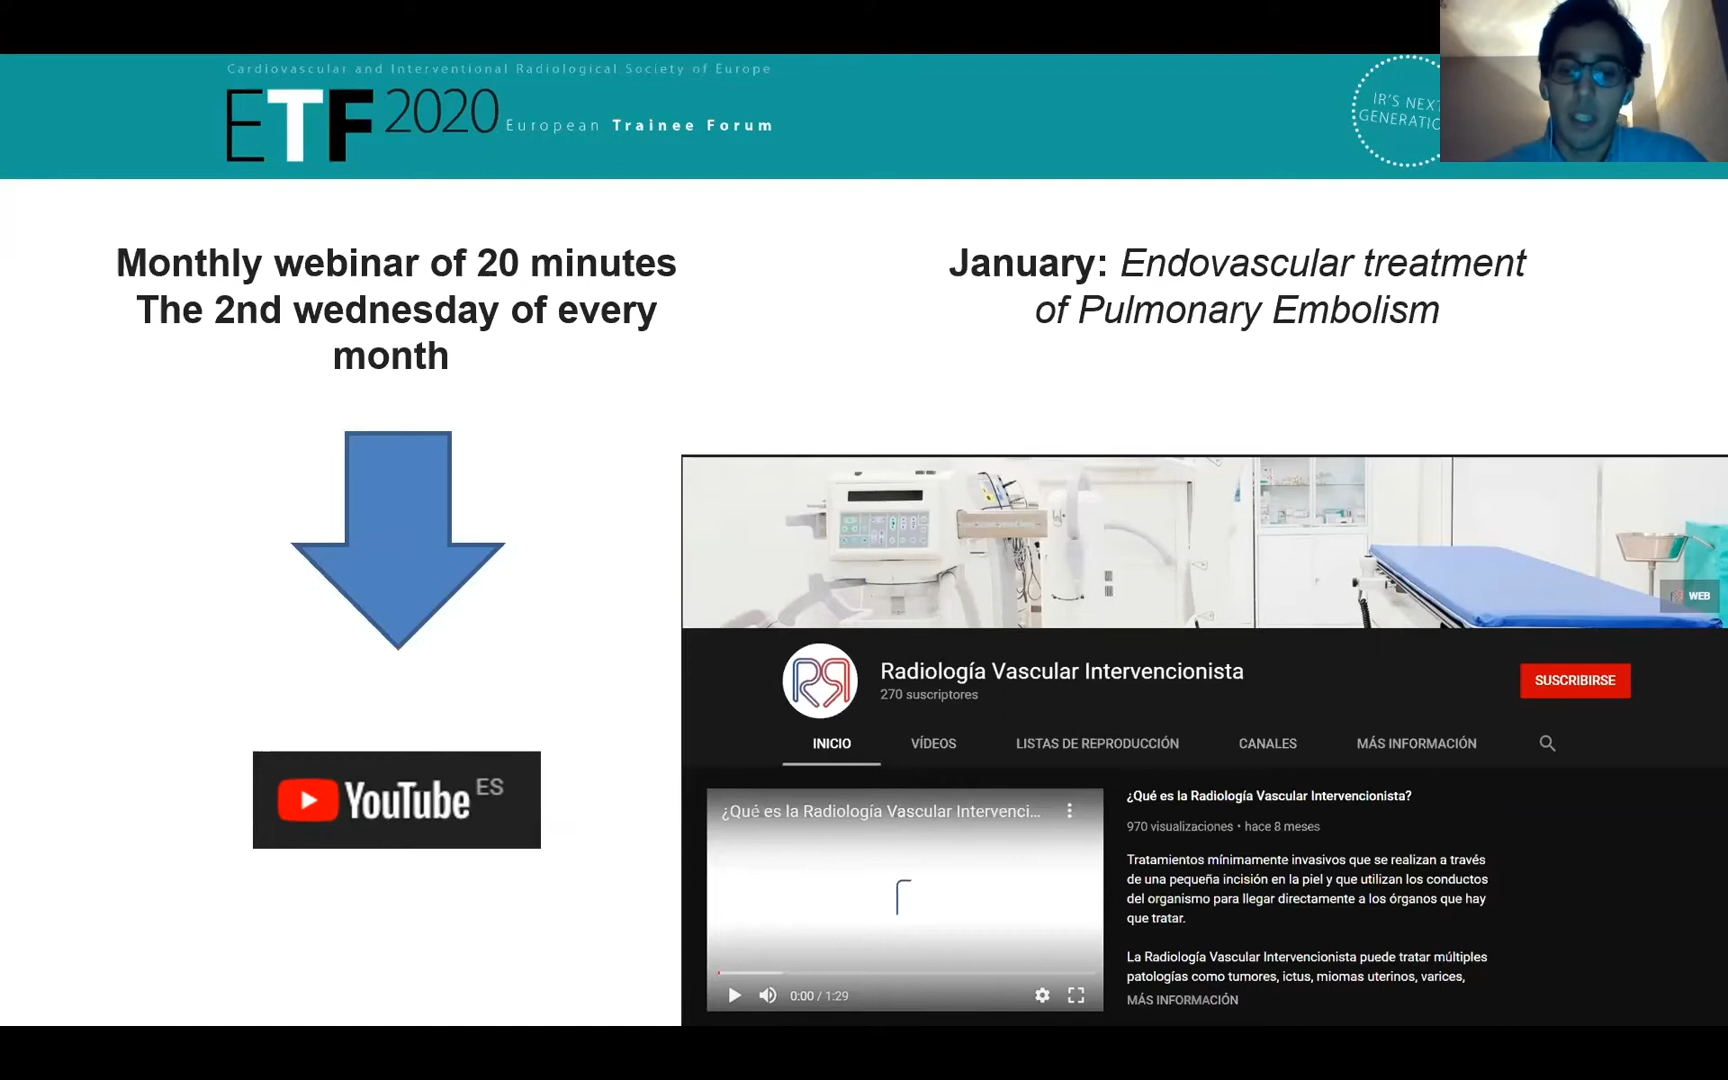 Cardiovascular and Interventional Radiological Society of Europe
ETF2020 European Trainee Forum
IR'S NEXT
GENERATIO
Monthly webinar of 20 minutes
The 2nd wednesday of every
month
January: Endovascular treatment
of Pulmonary Embolism
YouTube ES
WEB
Radiología Vascular Intervencionista
270 suscriptores
SUSCRIBIRSE
INICIO VÍDEOS LISTAS DE REPRODUCCIÓN CANALES MÁS INFORMACIÓN
¿Qué es la Radiología Vascular Intervenci...
0:00 / 1:29
¿Qué es la Radiología Vascular Intervencionista?
970 visualizaciones • hace 8 meses
Tratamientos mínimamente invasivos que se realizan a través
de una pequeña incisión en la piel y que utilizan los conductos
del organismo para llegar directamente a los órganos que hay
que tratar.
La Radiología Vascular Intervencionista puede tratar múltiples
patologías como tumores, ictus, miomas uterinos, varices,
MÁS INFORMACIÓN